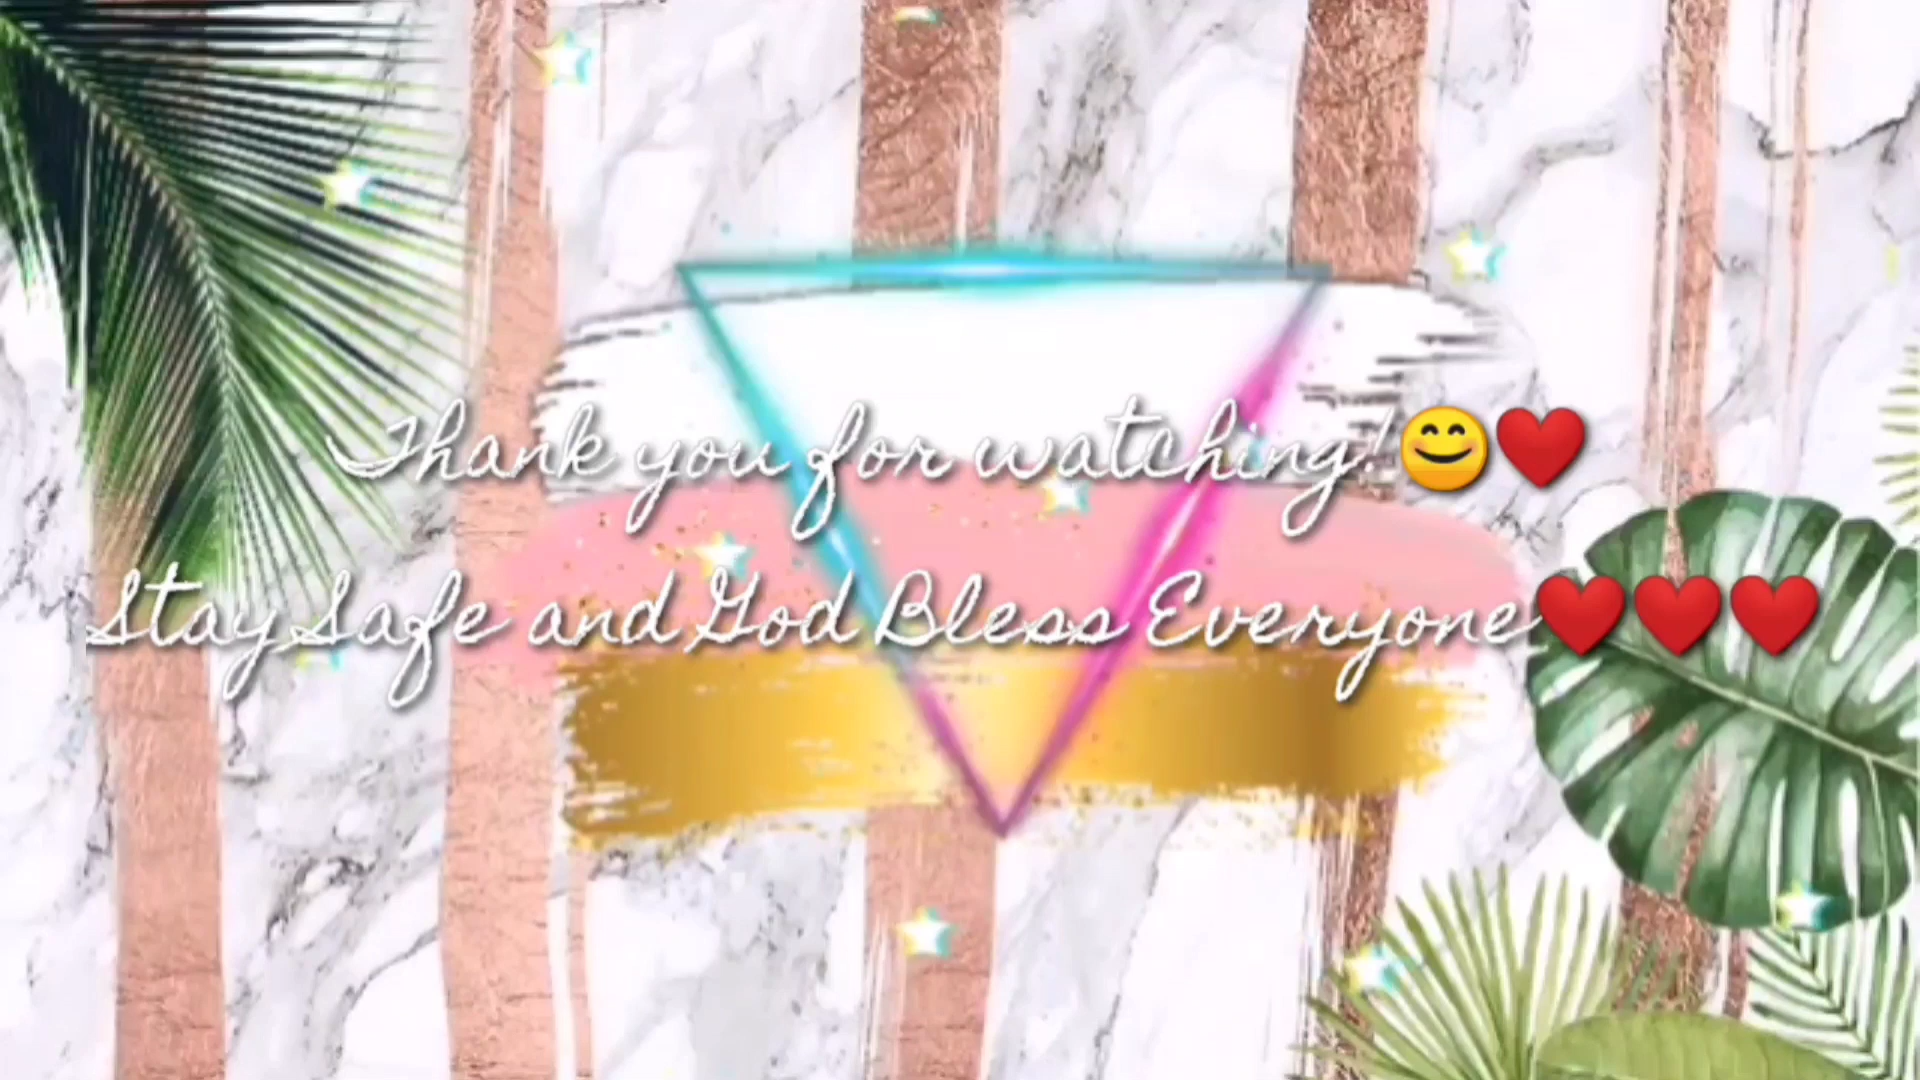 Thank you for watching!😊❤️
Stay Safe and God Bless Everyone❤️❤️❤️